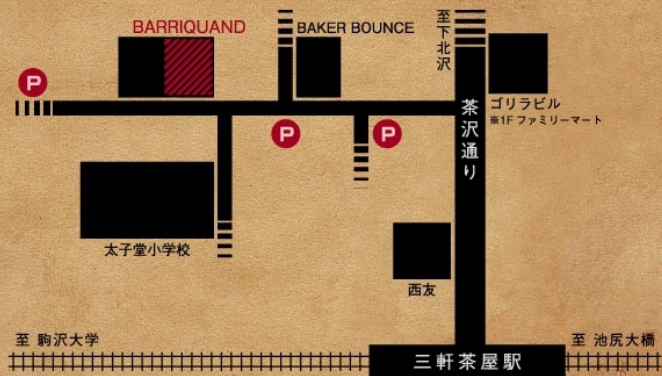 BARRIQUAND
BAKER BOUNCE
至下北沢
P
ゴリラビル
※1F ファミリーマート
茶沢通り
P
P
太子堂小学校
西友
至 駒沢大学
至 池尻大橋
三軒茶屋駅